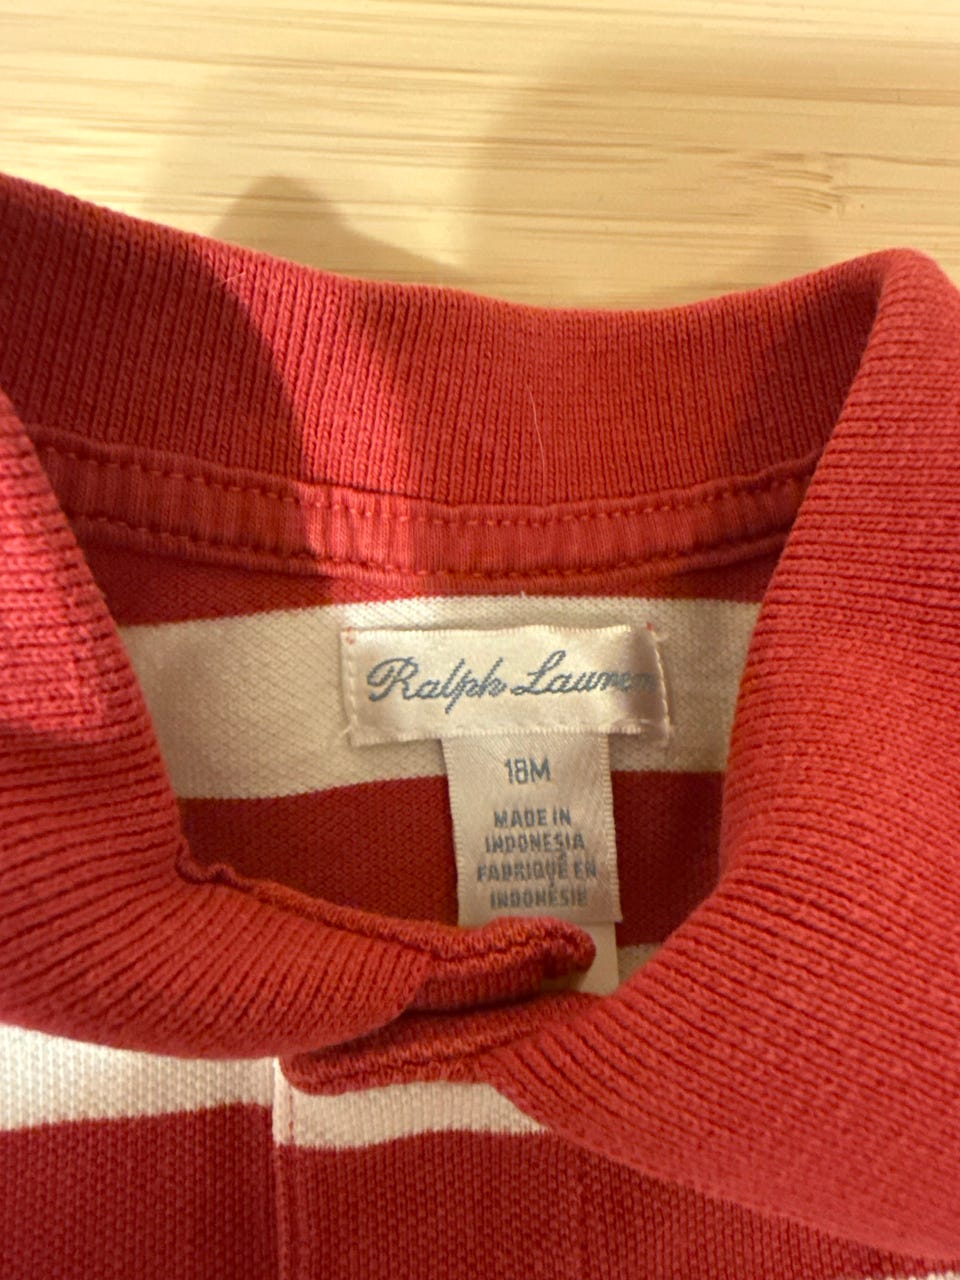 Ralph Lauren
18M
MADE IN
INDONESIA
FABRIQUÉ EN
INDONÉSIE